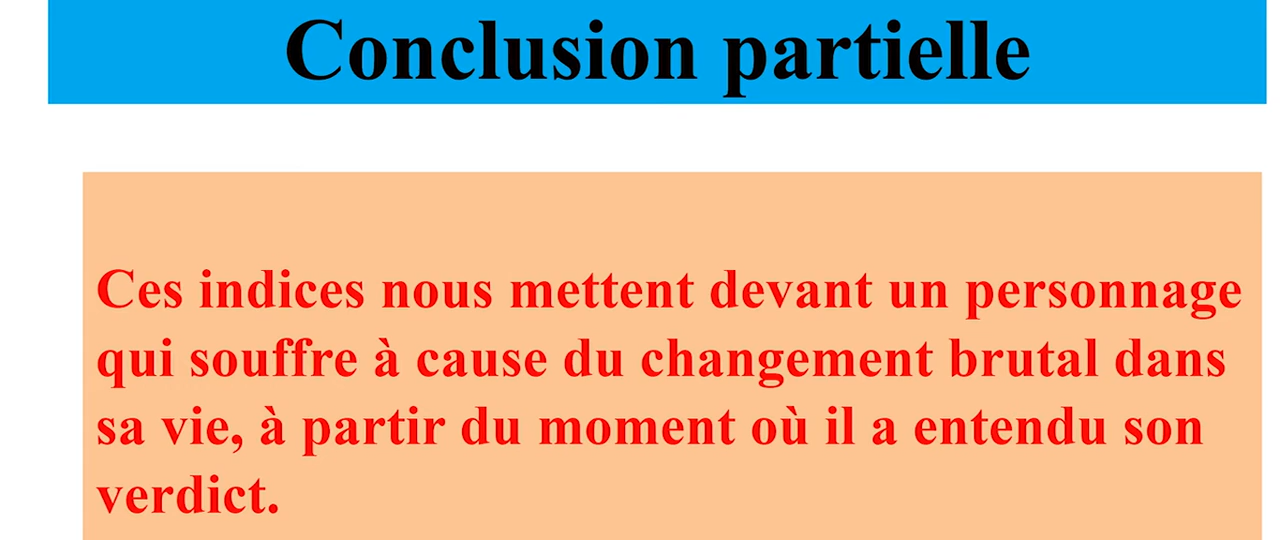 Conclusion partielle
Ces indices nous mettent devant un personnage
qui souffre à cause du changement brutal dans
sa vie, à partir du moment où il a entendu son
verdict.